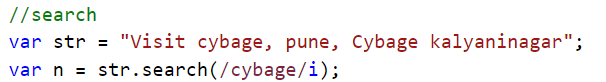 //search
var str = "Visit cybage, pune, Cybage kalyaninagar";
var n = str.search(/cybage/i);